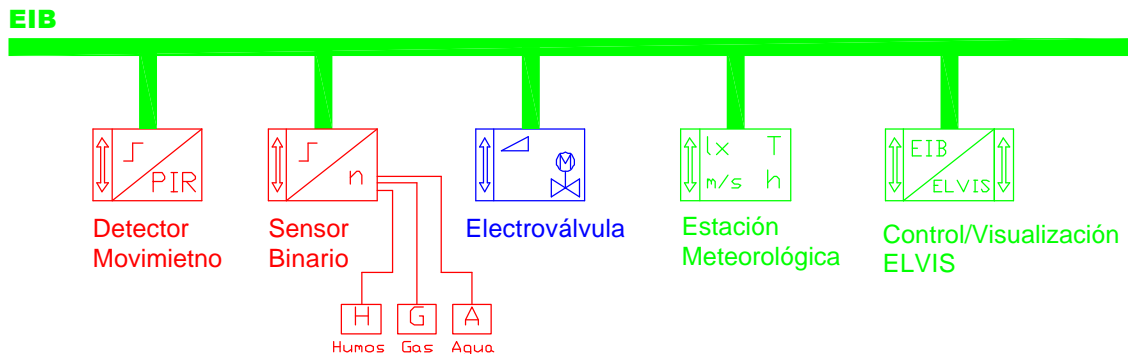 EIB
PIR
n
M
lx T
m/s h
EIB
ELVIS
Detector
Movimietno
Sensor
Binario
Electroválvula
Estación
Meteorológica
Control/Visualización
ELVIS
H G A
Humos Gas Agua